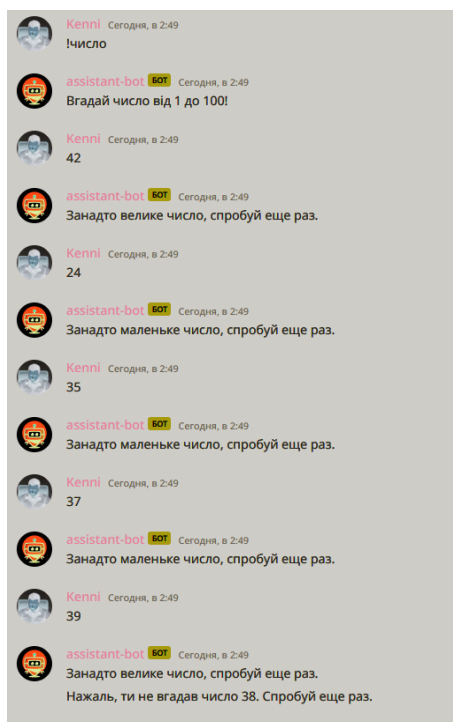 Kenni Сегодня, в 2:49
!число
assistant-bot БОТ Сегодня, в 2:49
Вгадай число від 1 до 100!
Kenni Сегодня, в 2:49
42
assistant-bot БОТ Сегодня, в 2:49
Занадто велике число, спробуй еще раз.
Kenni Сегодня, в 2:49
24
assistant-bot БОТ Сегодня, в 2:49
Занадто маленьке число, спробуй еще раз.
Kenni Сегодня, в 2:49
35
assistant-bot БОТ Сегодня, в 2:49
Занадто маленьке число, спробуй еще раз.
Kenni Сегодня, в 2:49
37
assistant-bot БОТ Сегодня, в 2:49
Занадто маленьке число, спробуй еще раз.
Kenni Сегодня, в 2:49
39
assistant-bot БОТ Сегодня, в 2:49
Занадто велике число, спробуй еще раз.
Нажаль, ти не вгадав число 38. Спробуй еще раз.